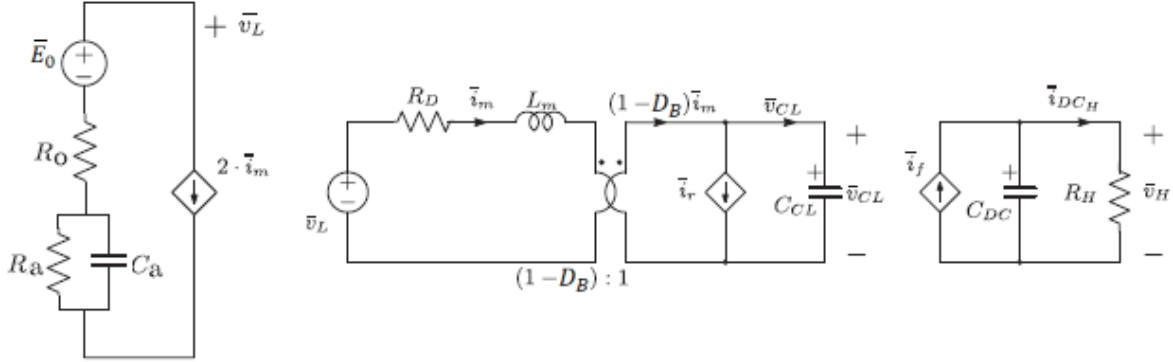 + v̄_L
Ē_0
+
−
R_o
2 · ī_m
R_a
C_a
R_D
ī_m
L_m
(1−D_B)ī_m
v̄_CL
+
−
v̄_L
ī_r
C_CL
+
v̄_CL
+
−
(1−D_B) : 1
ī_DC_H
ī_f
+
C_DC
R_H
+
v̄_H
−